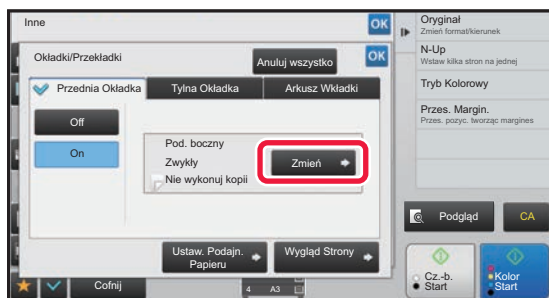 Inne
OK
Okładki/Przekładki
Anuluj wszystko
OK
Przednia Okładka
Tylna Okładka
Arkusz Wkładki
Off
On
Pod. boczny
Zwykły
Nie wykonuj kopii
Zmień
Ustaw. Podajn.
Papieru
Wygląd Strony
Cofnij
4
A3
Oryginał
Zmień format/kierunek
N-Up
Wstaw kilka stron na jednej
Tryb Kolorowy
Przes. Margin.
Przes. pozyc. tworząc margines
Podgląd
CA
Cz.-b.
Start
Kolor
Start